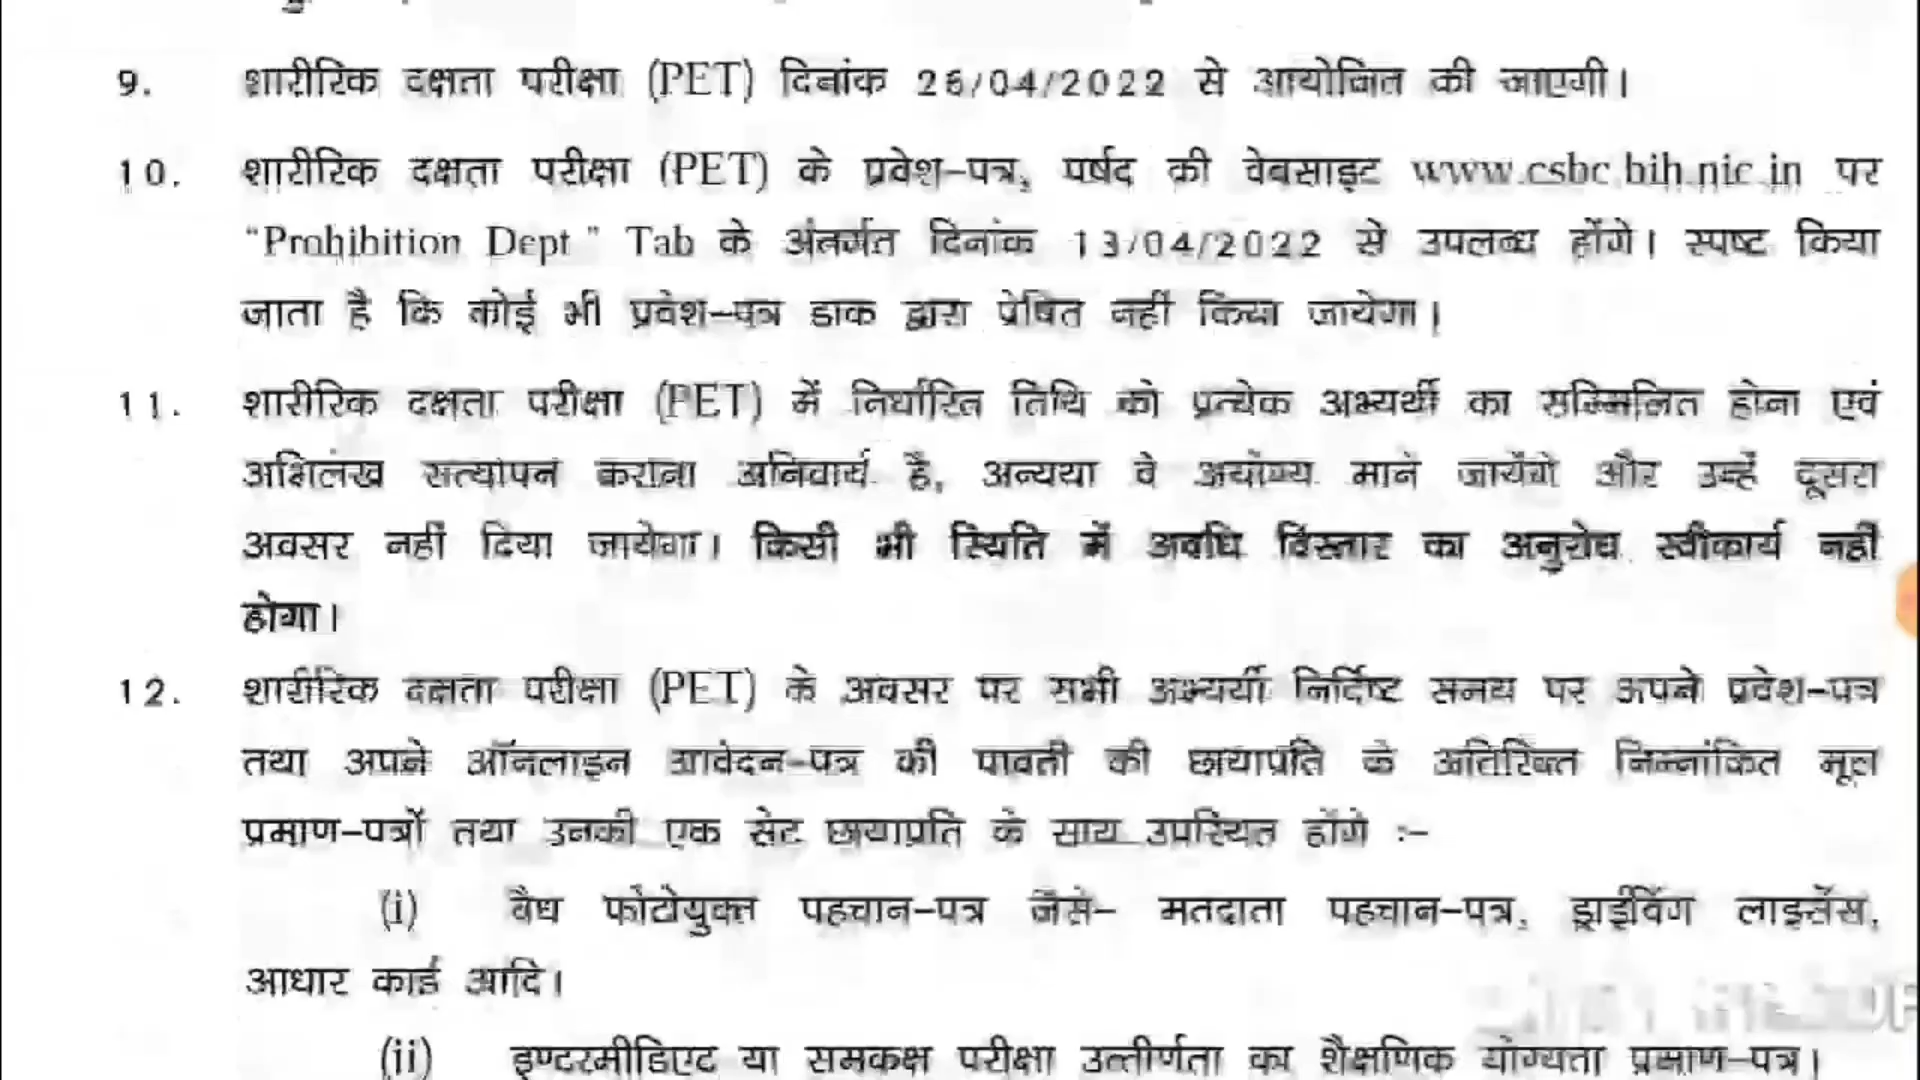 9. शारीरिक दक्षता परीक्षा (PET) दिनांक 26/04/2022 से आयोजित की जाएगी।
10. शारीरिक दक्षता परीक्षा (PET) के प्रवेश–पत्र, पर्षद की वेबसाइट www.csbc.bih.nic.in पर
"Prohibition Dept." Tab के अंतर्गत दिनांक 13/04/2022 से उपलब्ध होंगे। स्पष्ट किया
जाता है कि कोई भी प्रवेश–पत्र डाक द्वारा प्रेषित नहीं किया जायेगा।
11. शारीरिक दक्षता परीक्षा (PET) में निर्धारित तिथि को प्रत्येक अभ्यर्थी का सम्मिलित होना एवं
अभिलेख सत्यापन कराना अनिवार्य है, अन्यथा वे अयोग्य माने जायेंगे और उन्हें दूसरा
अवसर नहीं दिया जायेगा। किसी भी स्थिति में अवधि विस्तार का अनुरोध स्वीकार्य नहीं
होगा।
12. शारीरिक दक्षता परीक्षा (PET) के अवसर पर सभी अभ्यर्थी निर्दिष्ट समय पर अपने प्रवेश–पत्र
तथा अपने ऑनलाइन आवेदन–पत्र की पावती की छायाप्रति के अतिरिक्त निम्नांकित मूल
प्रमाण–पत्रों तथा उनकी एक सेट छायाप्रति के साथ उपस्थित होंगे :–
(i) वैध फोटोयुक्त पहचान–पत्र जैसे– मतदाता पहचान–पत्र, ड्राईविंग लाइसेंस,
आधार कार्ड आदि।
(ii) इण्टरमीडिएट या समकक्ष परीक्षा उत्तीर्णता का शैक्षणिक योग्यता प्रमाण–पत्र।